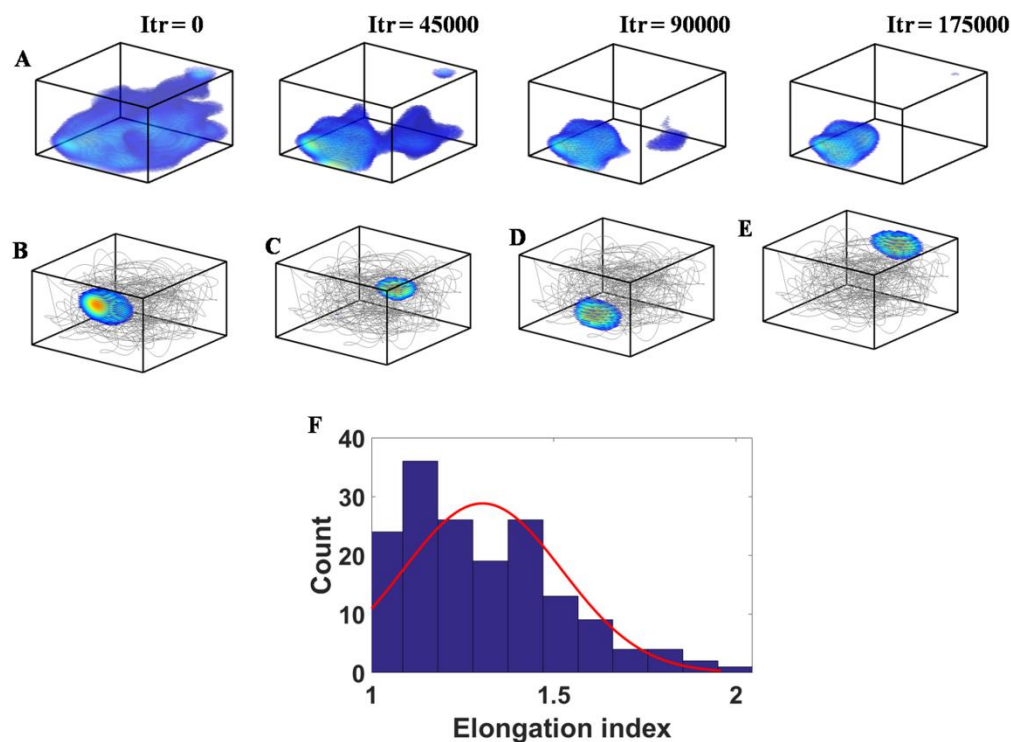 Itr = 0 Itr = 45000 Itr = 90000 Itr = 175000
A
B C D E
F
40
30
20
10
0
Count
1 1.5 2
Elongation index